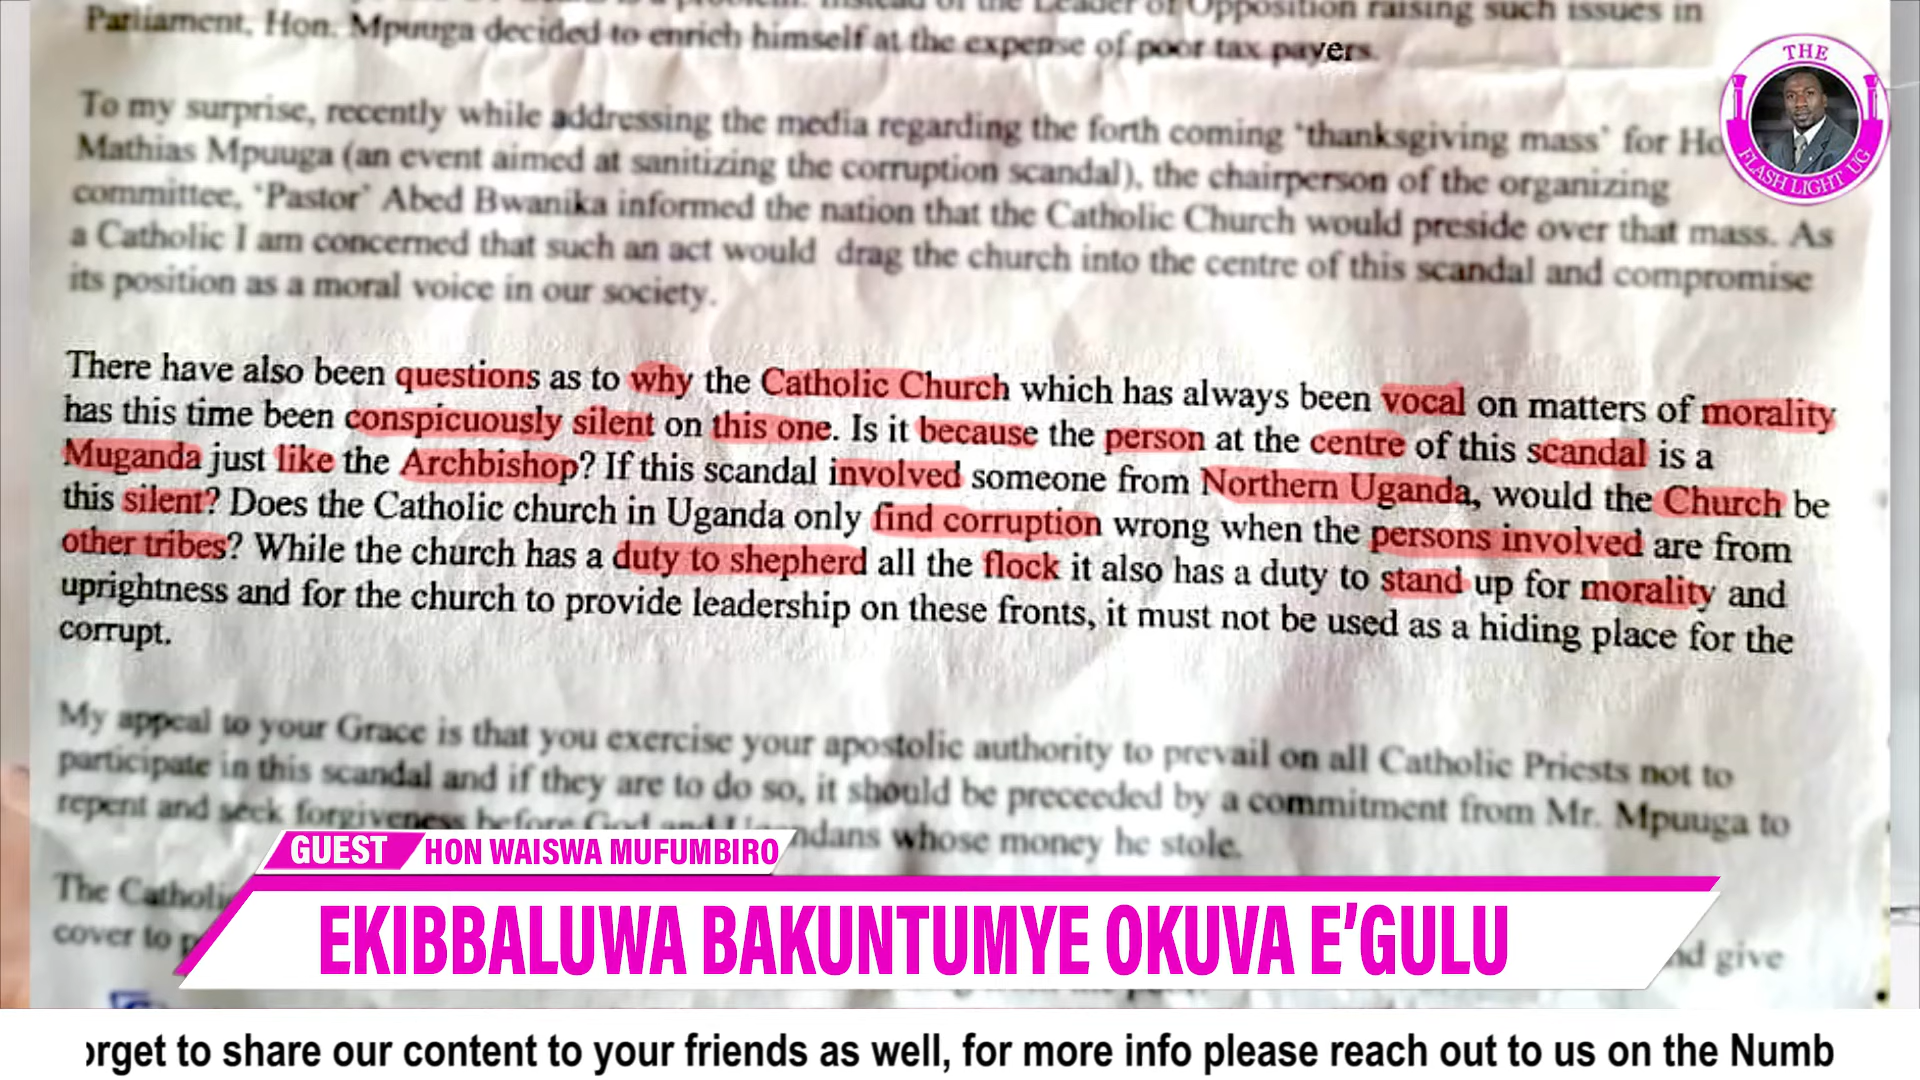 Parliament, Hon. Mpuuga decided to enrich himself at the expense of poor tax payers.
To my surprise, recently while addressing the media regarding the forth coming 'thanksgiving mass' for Ho
Mathias Mpuuga (an event aimed at sanitizing the corruption scandal), the chairperson of the organizing
committee, 'Pastor' Abed Bwanika informed the nation that the Catholic Church would preside over that mass. As
a Catholic I am concerned that such an act would drag the church into the centre of this scandal and compromise
its position as a moral voice in our society.
There have also been questions as to why the Catholic Church which has always been vocal on matters of morality
has this time been conspicuously silent on this one. Is it because the person at the centre of this scandal is a
Muganda just like the Archbishop? If this scandal involved someone from Northern Uganda, would the Church be
this silent? Does the Catholic church in Uganda only find corruption wrong when the persons involved are from
other tribes? While the church has a duty to shepherd all the flock it also has a duty to stand up for morality and
uprightness and for the church to provide leadership on these fronts, it must not be used as a hiding place for the
corrupt.
My appeal to your Grace is that you exercise your apostolic authority to prevail on all Catholic Priests not to
participate in this scandal and if they are to do so, it should be preceeded by a commitment from Mr. Mpuuga to
repent and seek forgiveness before God and Ugandans whose money he stole.
The Catholic
cover to
nd give
THE
FLASH LIGHT UG
GUEST HON WAISWA MUFUMBIRO
EKIBBALUWA BAKUNTUMYE OKUVA E'GULU
orget to share our content to your friends as well, for more info please reach out to us on the Numb